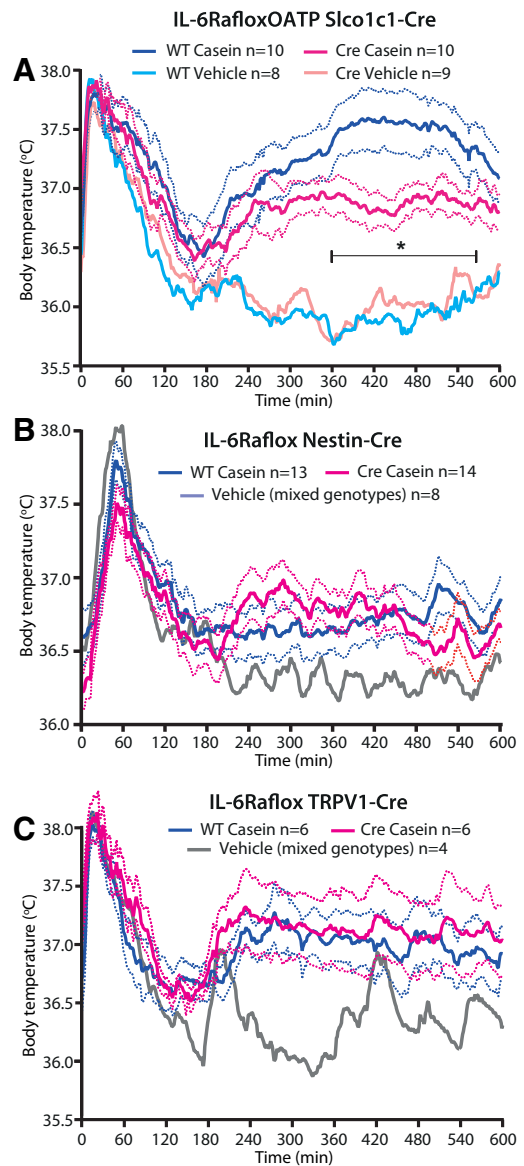 IL-6RafloxOATP Slco1c1-Cre
WT Casein n=10 Cre Casein n=10
WT Vehicle n=8 Cre Vehicle n=9
A
38.0
37.5
37.0
36.5
36.0
35.5
Body temperature (°C)
*
0 60 120 180 240 300 360 420 480 540 600
Time (min)
B
IL-6Raflox Nestin-Cre
WT Casein n=13 Cre Casein n=14
Vehicle (mixed genotypes) n=8
38.0
37.5
37.0
36.5
36.0
Body temperature (°C)
0 60 120 180 240 300 360 420 480 540 600
Time (min)
IL-6Raflox TRPV1-Cre
C
WT Casein n=6 Cre Casein n=6
Vehicle (mixed genotypes) n=4
38.0
37.5
37.0
36.5
36.0
35.5
Body temperature (°C)
0 60 120 180 240 300 360 420 480 540 600
Time (min)